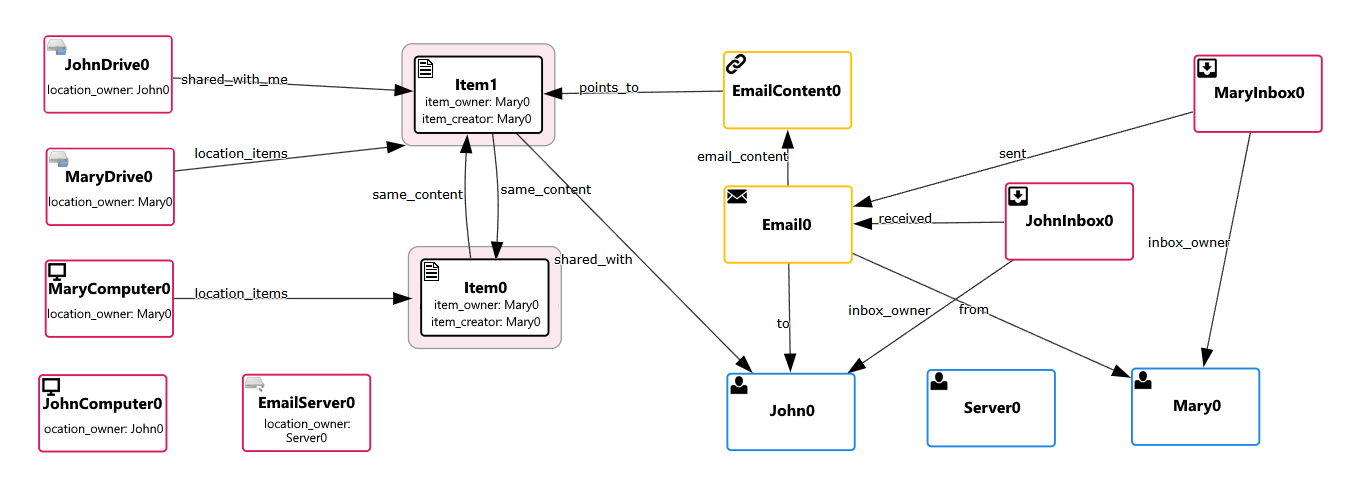 JohnDrive0
location_owner: John0
shared_with_me
Item1
item_owner: Mary0
item_creator: Mary0
points_to
EmailContent0
MaryInbox0
MaryDrive0
location_owner: Mary0
location_items
same_content
same_content
email_content
sent
Email0
received
JohnInbox0
inbox_owner
MaryComputer0
location_owner: Mary0
location_items
Item0
item_owner: Mary0
item_creator: Mary0
shared_with
to
inbox_owner
from
JohnComputer0
ocation_owner: John0
EmailServer0
location_owner:
Server0
John0
Server0
Mary0